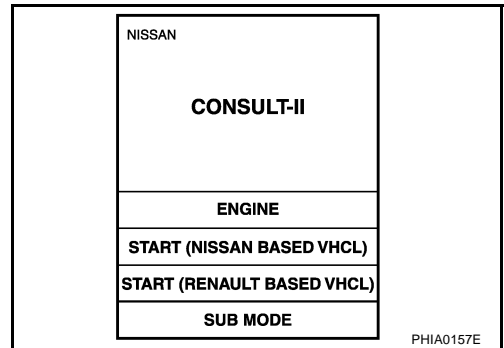 NISSAN
CONSULT-II
ENGINE
START (NISSAN BASED VHCL)
START (RENAULT BASED VHCL)
SUB MODE
PHIA0157E